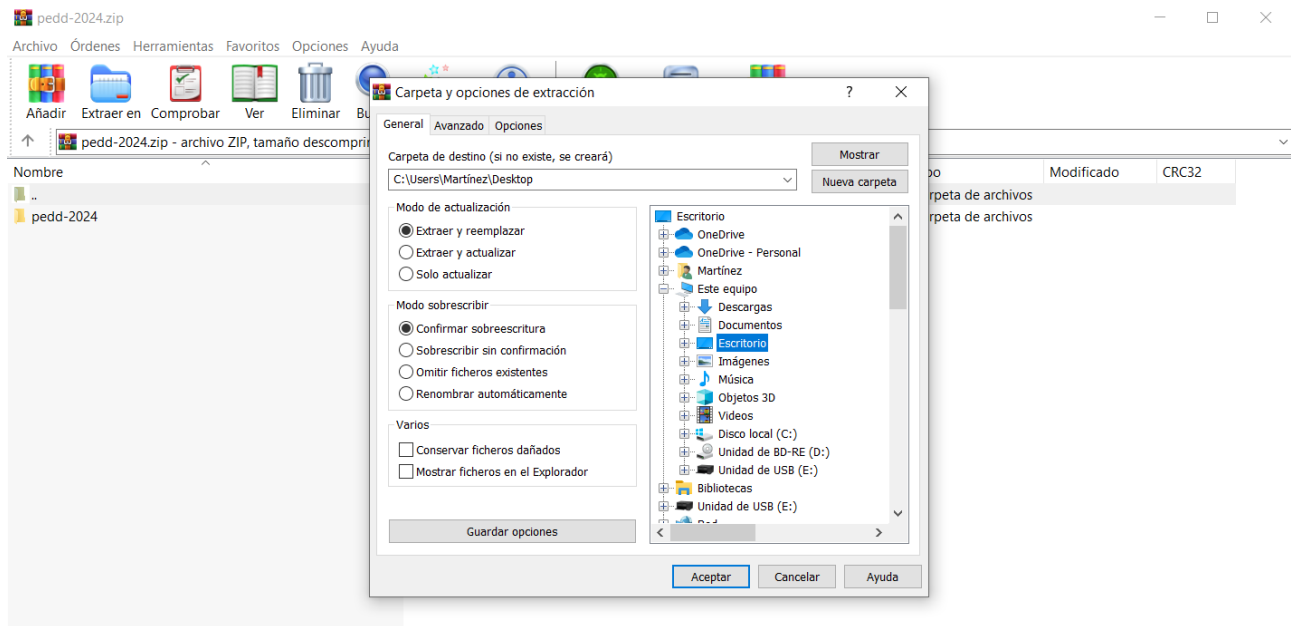 pedd-2024.zip
Archivo Órdenes Herramientas Favoritos Opciones Ayuda
Añadir Extraer en Comprobar Ver Eliminar
pedd-2024.zip - archivo ZIP, tamaño
Nombre
..
pedd-2024
Carpeta y opciones de extracción ?
General Avanzado Opciones
Carpeta de destino (si no existe, se creará)
C:\Users\Martínez\Desktop
Mostrar
Nueva carpeta
Modo de actualización
Extraer y reemplazar
Extraer y actualizar
Solo actualizar
Modo sobrescribir
Confirmar sobreescritura
Sobrescribir sin confirmación
Omitir ficheros existentes
Renombrar automáticamente
Varios
Conservar ficheros dañados
Mostrar ficheros en el Explorador
Guardar opciones
Escritorio
OneDrive
OneDrive - Personal
Martínez
Este equipo
Descargas
Documentos
Escritorio
Imágenes
Música
Objetos 3D
Videos
Disco local (C:)
Unidad de BD-RE (D:)
Unidad de USB (E:)
Bibliotecas
Unidad de USB (E:)
Aceptar Cancelar Ayuda
Modificado CRC32
de archivos
de archivos